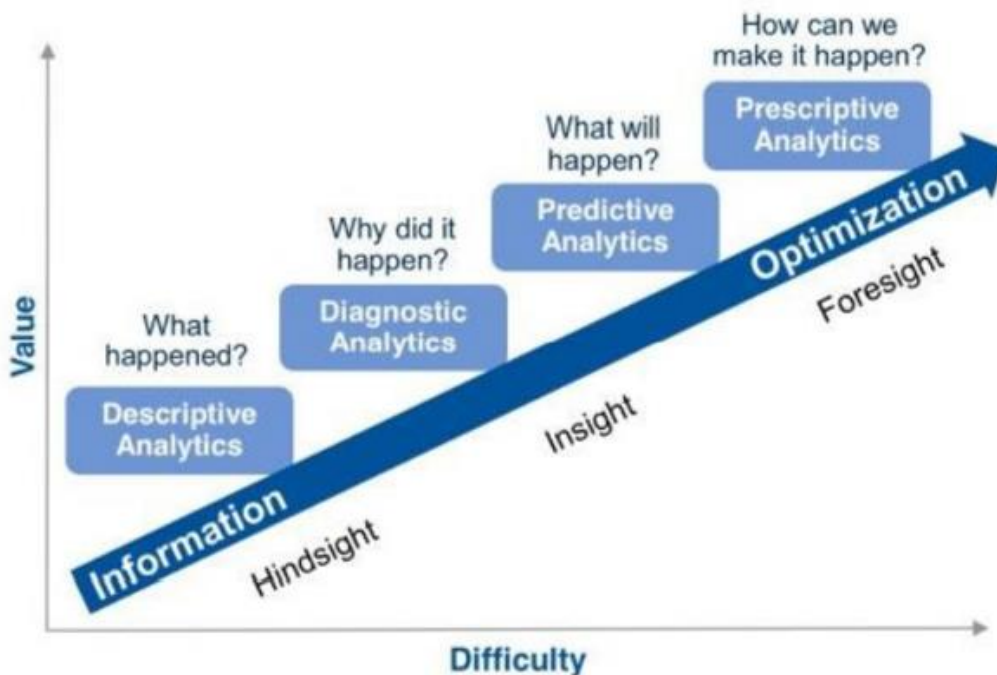 How can we
make it happen?
Prescriptive
Analytics
What will
happen?
Predictive
Analytics
Why did it
happen?
Diagnostic
Analytics
What
happened?
Descriptive
Analytics
Value
Information
Optimization
Hindsight
Insight
Foresight
Difficulty